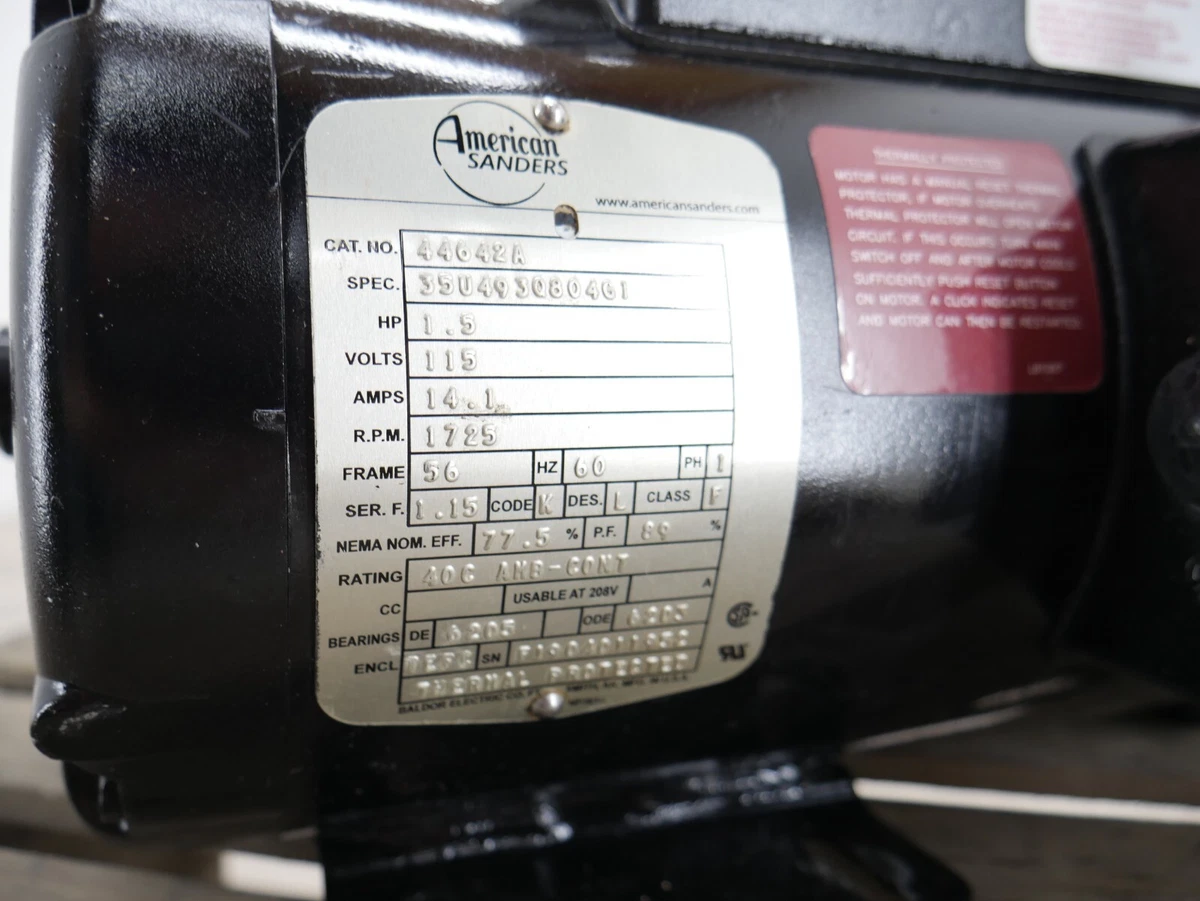 American
SANDERS
www.americansanders.com
CAT. NO. 44642A
SPEC. 35U493Q804G1
HP 1.5
VOLTS 115
AMPS 14.1
R.P.M. 1725
FRAME 56 HZ 60 PH 1
SER. F. 1.15 CODE K DES. L CLASS F
NEMA NOM. EFF. 77.5 % P.F. 89 %
RATING 40C AMB-CONT
CC USABLE AT 208V A
BEARINGS DE 6205 ODE 6203
ENCL SN
THERMAL PROTECTED
BALDOR ELECTRIC CO. MFG. IN U.S.A.
THERMALLY PROTECTED
MOTOR HAS A MANUAL RESET THERMAL
PROTECTOR, IF MOTOR OVERHEATS
THERMAL PROTECTOR WILL OPEN MOTOR
CIRCUIT. IF THIS OCCURS TURN
SWITCH OFF AND AFTER MOTOR COOLS
SUFFICIENTLY PUSH RESET BUTTON
ON MOTOR. A CLICK INDICATES RESET
AND MOTOR CAN THEN BE RESTARTED.